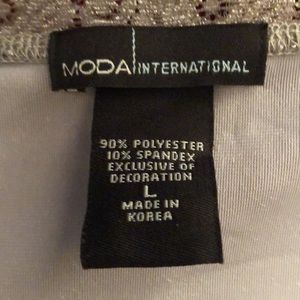 MODA INTERNATIONAL
90% POLYESTER
10% SPANDEX
EXCLUSIVE OF
DECORATION
L
MADE IN
KOREA